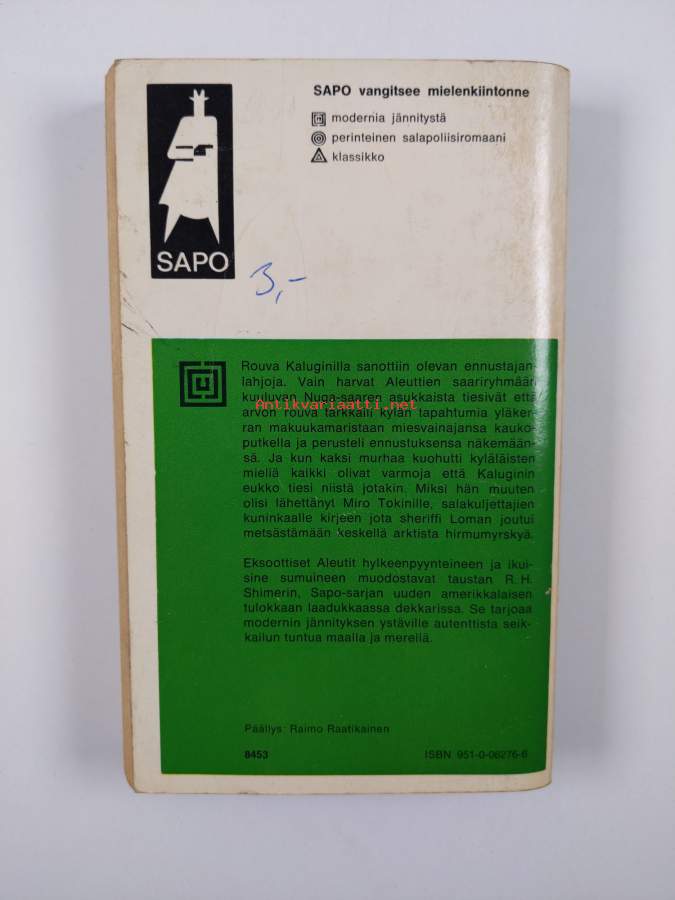 SAPO vangitsee mielenkiintonne
modernia jännitystä
perinteinen salapoliisiromaani
klassikko
SAPO
3,-
Rouva Kaluginilla sanottiin olevan ennustajan-
lahjoja. Vain harvat Aleuttien saariryhmään
kuuluvan Nuga-saaren asukkaista tiesivät että
Antikvariaatti.net
arvon rouva tarkkaili kylän tapahtumia yläker-
ran makuukamaristaan miesvainajansa kauko-
putkella ja perusteli ennustuksensa näkemään-
sä. Ja kun kaksi murhaa kuohutti kyläläisten
mieliä kaikki olivat varmoja että Kaluginin
eukko tiesi niistä jotakin. Miksi hän muuten
olisi lähettänyt Miro Tokinille, salakuljettajien
kuninkaalle kirjeen jota sheriffi Loman joutui
metsästämään keskellä arktista hirmumyrskyä.
Eksoottiset Aleutit hylkeenpyynteineen ja ikui-
sine sumuineen muodostavat taustan R. H.
Shimerin, Sapo-sarjan uuden amerikkalaisen
tulokkaan laadukkaassa dekkarissa. Se tarjoaa
modernin jännityksen ystäville autenttista seik-
kailun tuntua maalla ja merellä.
Päällys: Raimo Raatikainen
8453
ISBN 951-0-06276-6